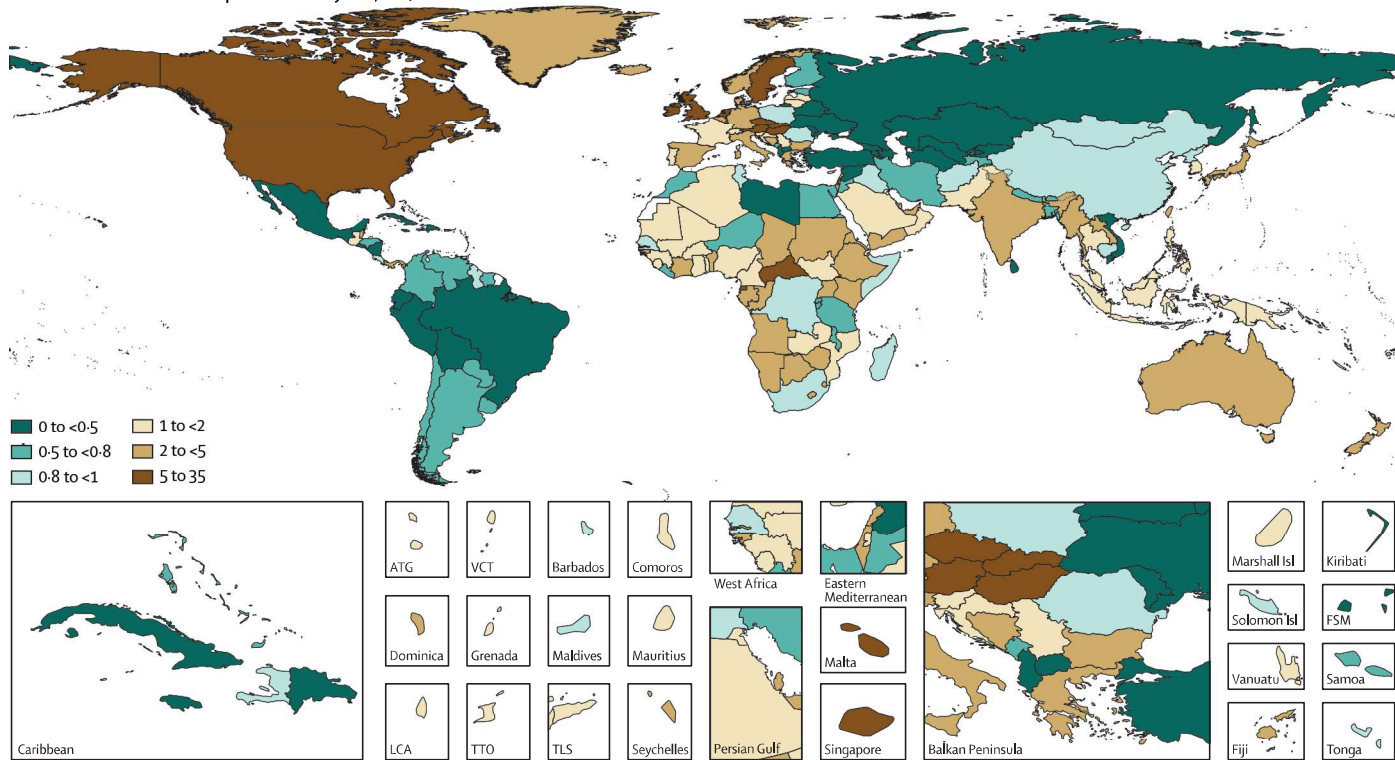 0 to <0·5
1 to <2
0·5 to <0·8
2 to <5
0·8 to <1
5 to 35
Caribbean
ATG
VCT
Barbados
Comoros
West Africa
Eastern
Mediterranean
Marshall Isl
Kiribati
Dominica
Grenada
Maldives
Mauritius
Malta
Solomon Isl
FSM
Vanuatu
Samoa
LCA
TTO
TLS
Seychelles
Persian Gulf
Singapore
Balkan Peninsula
Fiji
Tonga